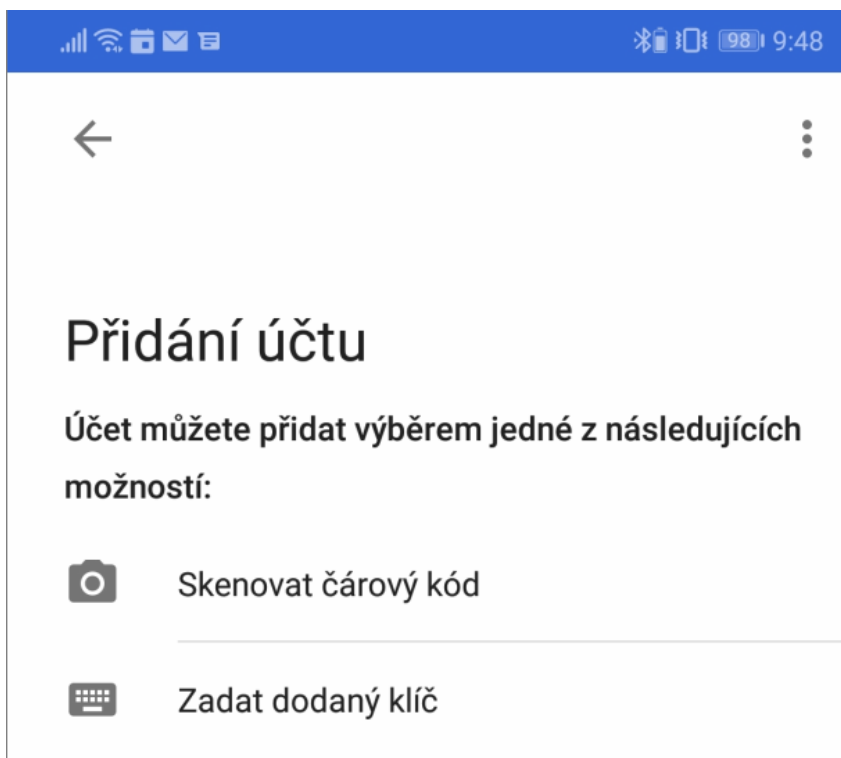 98 9:48
Přidání účtu
Účet můžete přidat výběrem jedné z následujících
možností:
Skenovat čárový kód
Zadat dodaný klíč